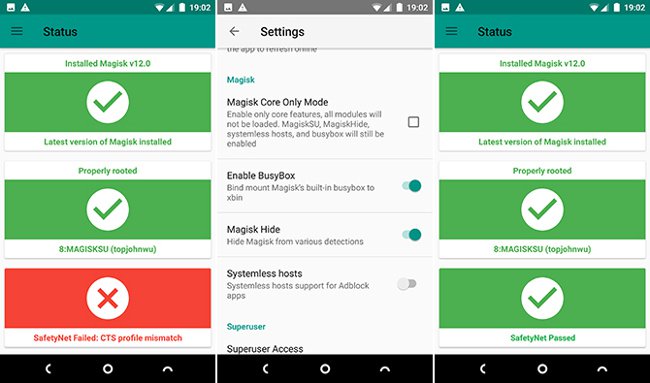 19:02
Status
Installed Magisk v12.0
Latest version of Magisk installed
Properly rooted
8:MAGISKSU (topjohnwu)
SafetyNet Failed: CTS profile mismatch
19:02
Settings
the app to refresh online
Magisk
Magisk Core Only Mode
Enable only core features, all modules will
not be loaded. MagiskSU, MagiskHide,
systemless hosts, and busybox will still be
enabled
Enable BusyBox
Bind mount Magisk's built-in busybox to
xbin
Magisk Hide
Hide Magisk from various detections
Systemless hosts
Systemless hosts support for Adblock
apps
Superuser
Superuser Access
19:02
Status
Installed Magisk v12.0
Latest version of Magisk installed
Properly rooted
8:MAGISKSU (topjohnwu)
SafetyNet Passed